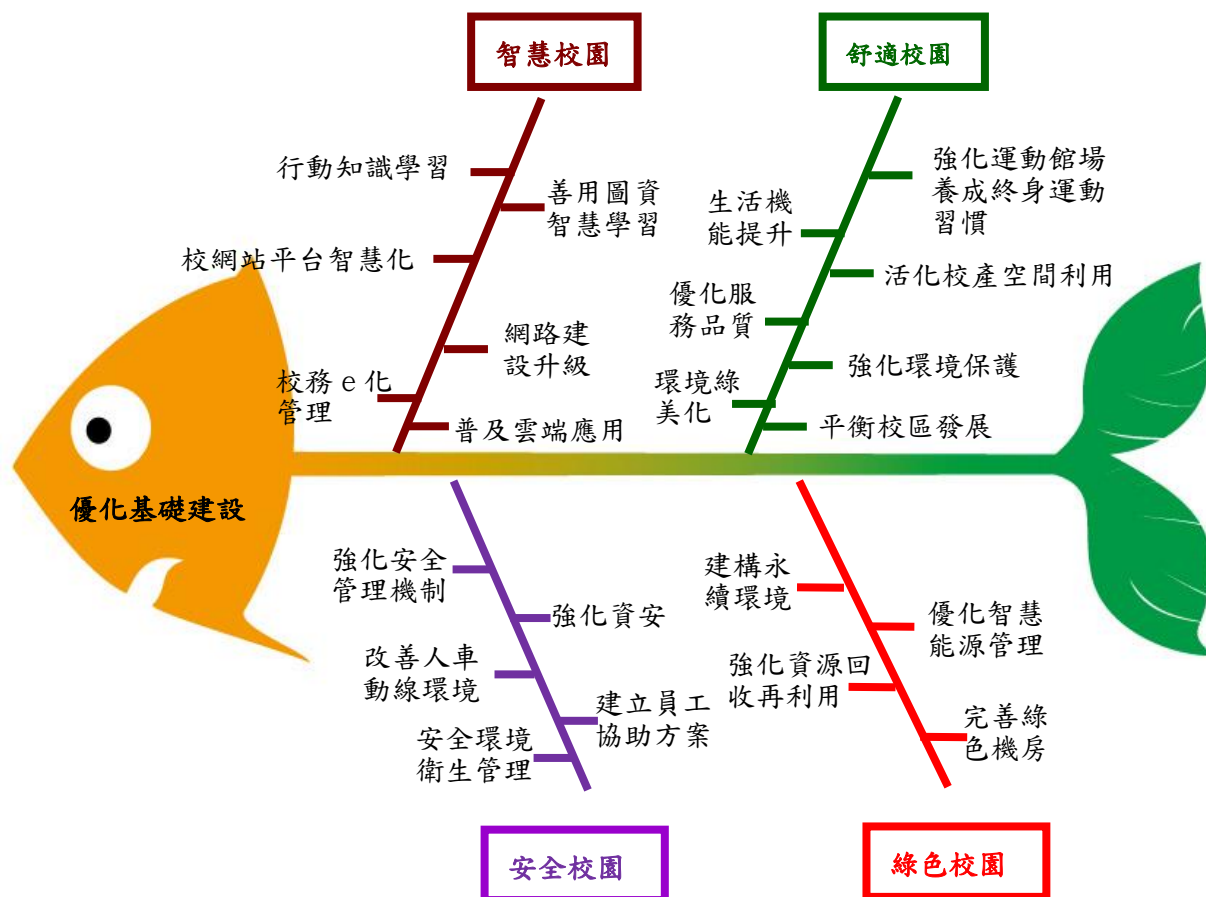 智慧校園
舒適校園
行動知識學習
善用圖資
智慧學習
校網站平台智慧化
網路建
設升級
校務e化
管理
普及雲端應用
強化運動館場
養成終身運動
習慣
生活機
能提升
活化校產空間利用
優化服
務品質
強化環境保護
環境綠
美化
平衡校區發展
優化基礎建設
強化安全
管理機制
強化資安
改善人車
動線環境
建立員工
協助方案
安全環境
衛生管理
建構永
續環境
優化智慧
能源管理
強化資源回
收再利用
完善綠
色機房
安全校園
綠色校園